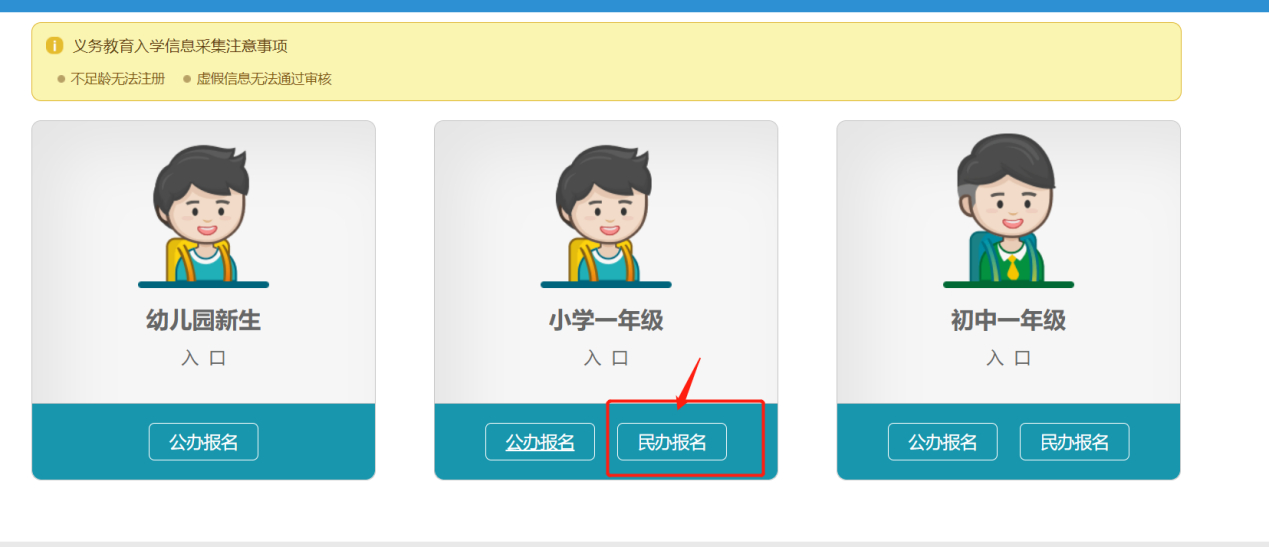 义务教育入学信息采集注意事项
不足龄无法注册 虚假信息无法通过审核
幼儿园新生
入 口
公办报名
小学一年级
入 口
公办报名 民办报名
初中一年级
入 口
公办报名 民办报名